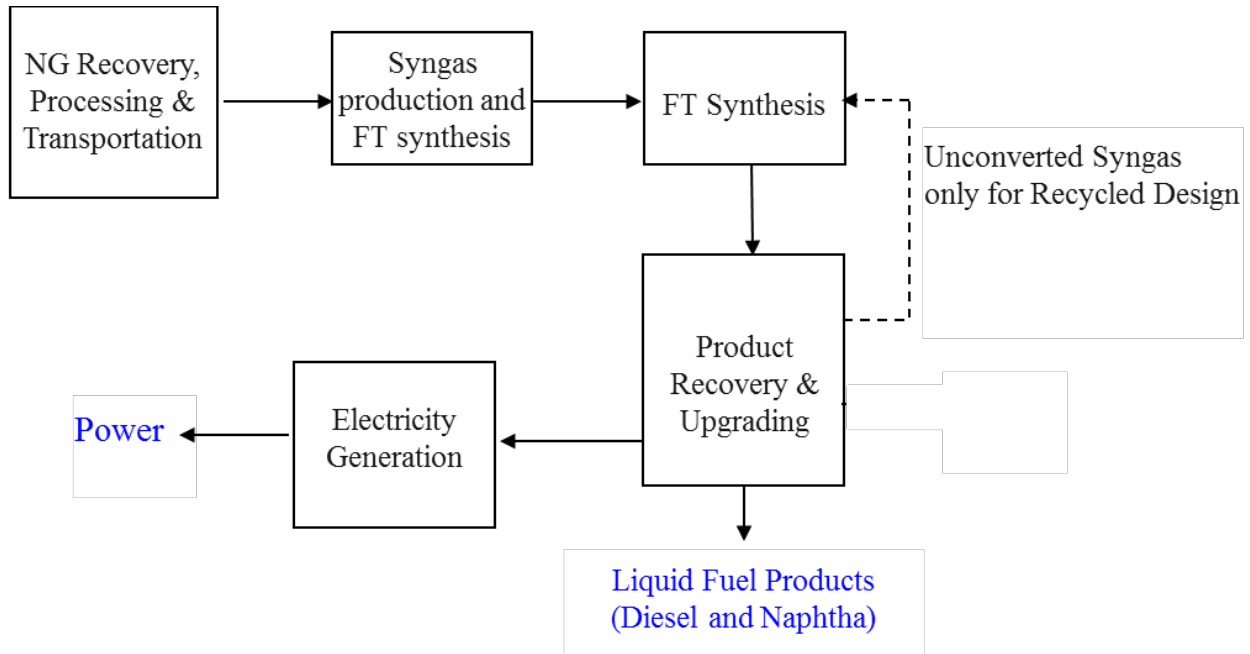 NG Recovery,
Processing &
Transportation
Syngas
production and
FT synthesis
FT Synthesis
Unconverted Syngas
only for Recycled Design
Product
Recovery &
Upgrading
Electricity
Generation
Power
Liquid Fuel Products
(Diesel and Naphtha)